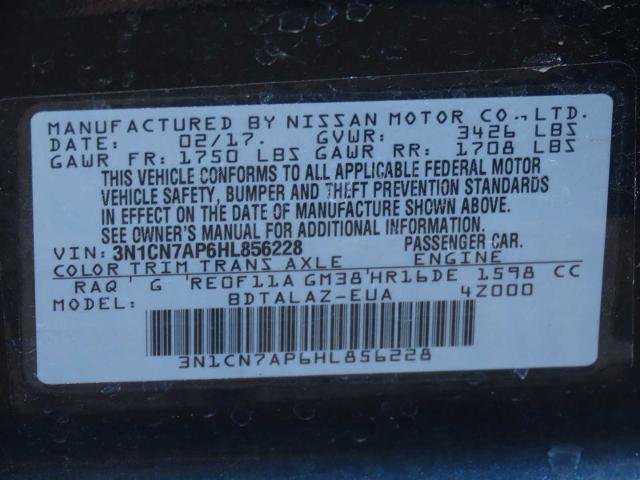 MANUFACTURED BY NISSAN MOTOR CO.,LTD.
DATE: 02/17. GVWR: 3426 LBS
GAWR FR: 1750 LBS GAWR RR: 1708 LBS
THIS VEHICLE CONFORMS TO ALL APPLICABLE FEDERAL MOTOR
VEHICLE SAFETY, BUMPER AND THEFT PREVENTION STANDARDS
IN EFFECT ON THE DATE OF MANUFACTURE SHOWN ABOVE.
SEE OWNER'S MANUAL FOR ADDITIONAL INFORMATION.
VIN: 3N1CN7AP6HL856228 PASSENGER CAR.
COLOR TRIM TRANS AXLE ENGINE
RAQ ' G 'RE0F11A GM38'HR16DE 1598 CC
MODEL: BDTALAZ-EUA 4Z000
3N1CN7AP6HL856228